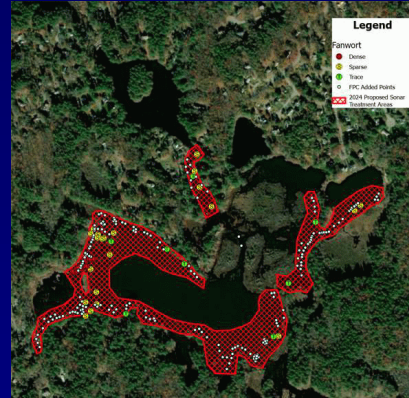 Legend
Fanwort
Dense
Sparse
Trace
FPC Added Points
2024 Proposed Sonar
Treatment Areas